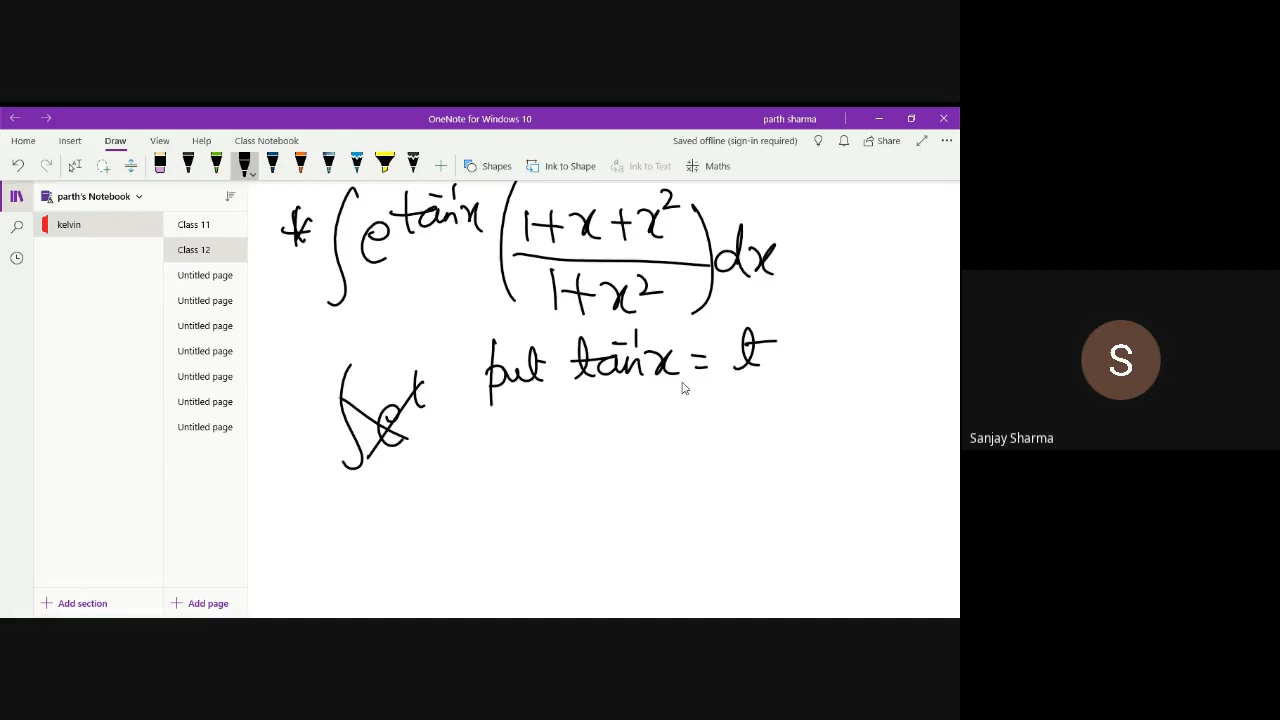 OneNote for Windows 10
parth sharma
Home Insert Draw View Help Class Notebook
Saved offline (sign-in required) Share
Shapes Ink to Shape Ink to Text Maths
parth's Notebook
kelvin
Class 11
Class 12
Untitled page
Untitled page
Untitled page
Untitled page
Untitled page
Untitled page
Untitled page
* ∫ e^{tan⁻¹x} ( (1+x+x²) / (1+x²) ) dx
put tan⁻¹x = t
∫ e^t
Add section
Add page
S
Sanjay Sharma